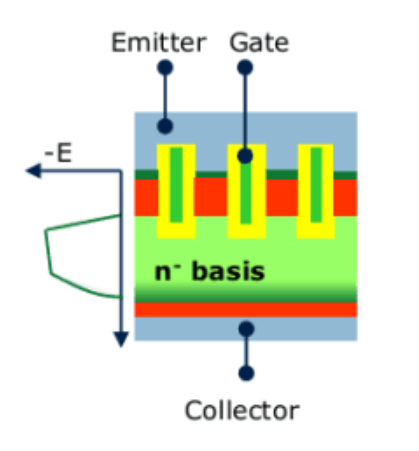 Emitter Gate
-E
n⁻ basis
Collector